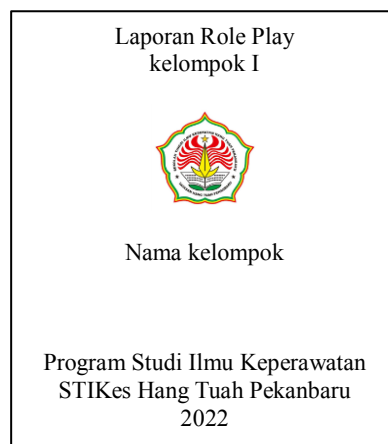 Laporan Role Play
kelompok I
Nama kelompok
Program Studi Ilmu Keperawatan
STIKes Hang Tuah Pekanbaru
2022